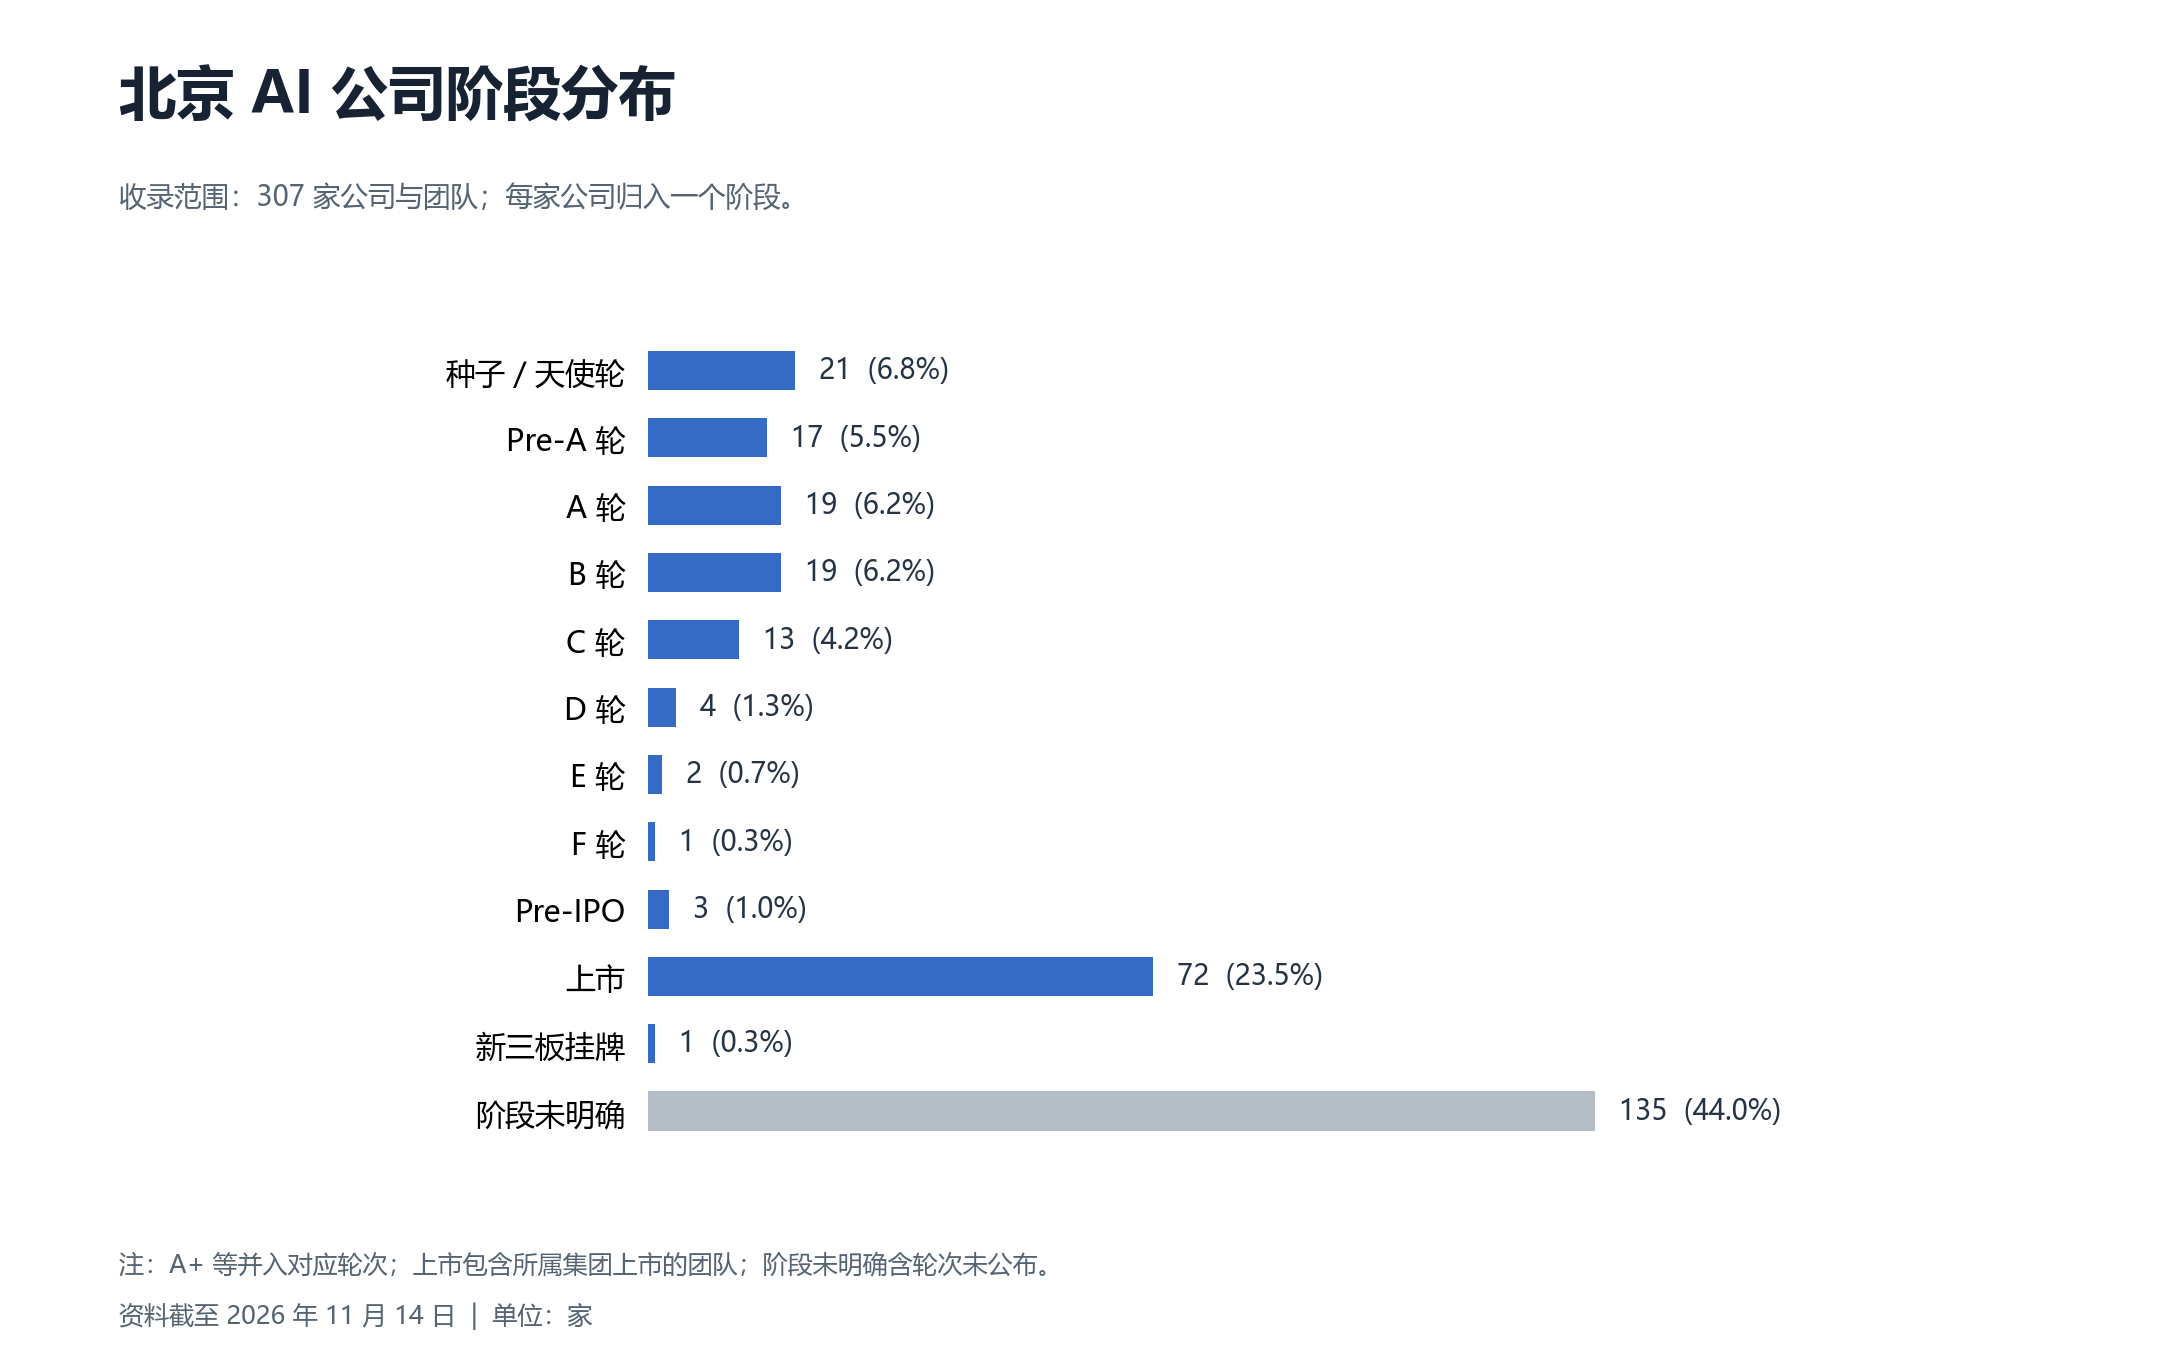 北京 AI 公司阶段分布
收录范围：307 家公司与团队；每家公司归入一个阶段。
种子 / 天使轮 21 (6.8%)
Pre-A 轮 17 (5.5%)
A 轮 19 (6.2%)
B 轮 19 (6.2%)
C 轮 13 (4.2%)
D 轮 4 (1.3%)
E 轮 2 (0.7%)
F 轮 1 (0.3%)
Pre-IPO 3 (1.0%)
上市 72 (23.5%)
新三板挂牌 1 (0.3%)
阶段未明确 135 (44.0%)
注：A+ 等并入对应轮次；上市包含所属集团上市的团队；阶段未明确含轮次未公布。
资料截至 2026 年 11 月 14 日 | 单位：家